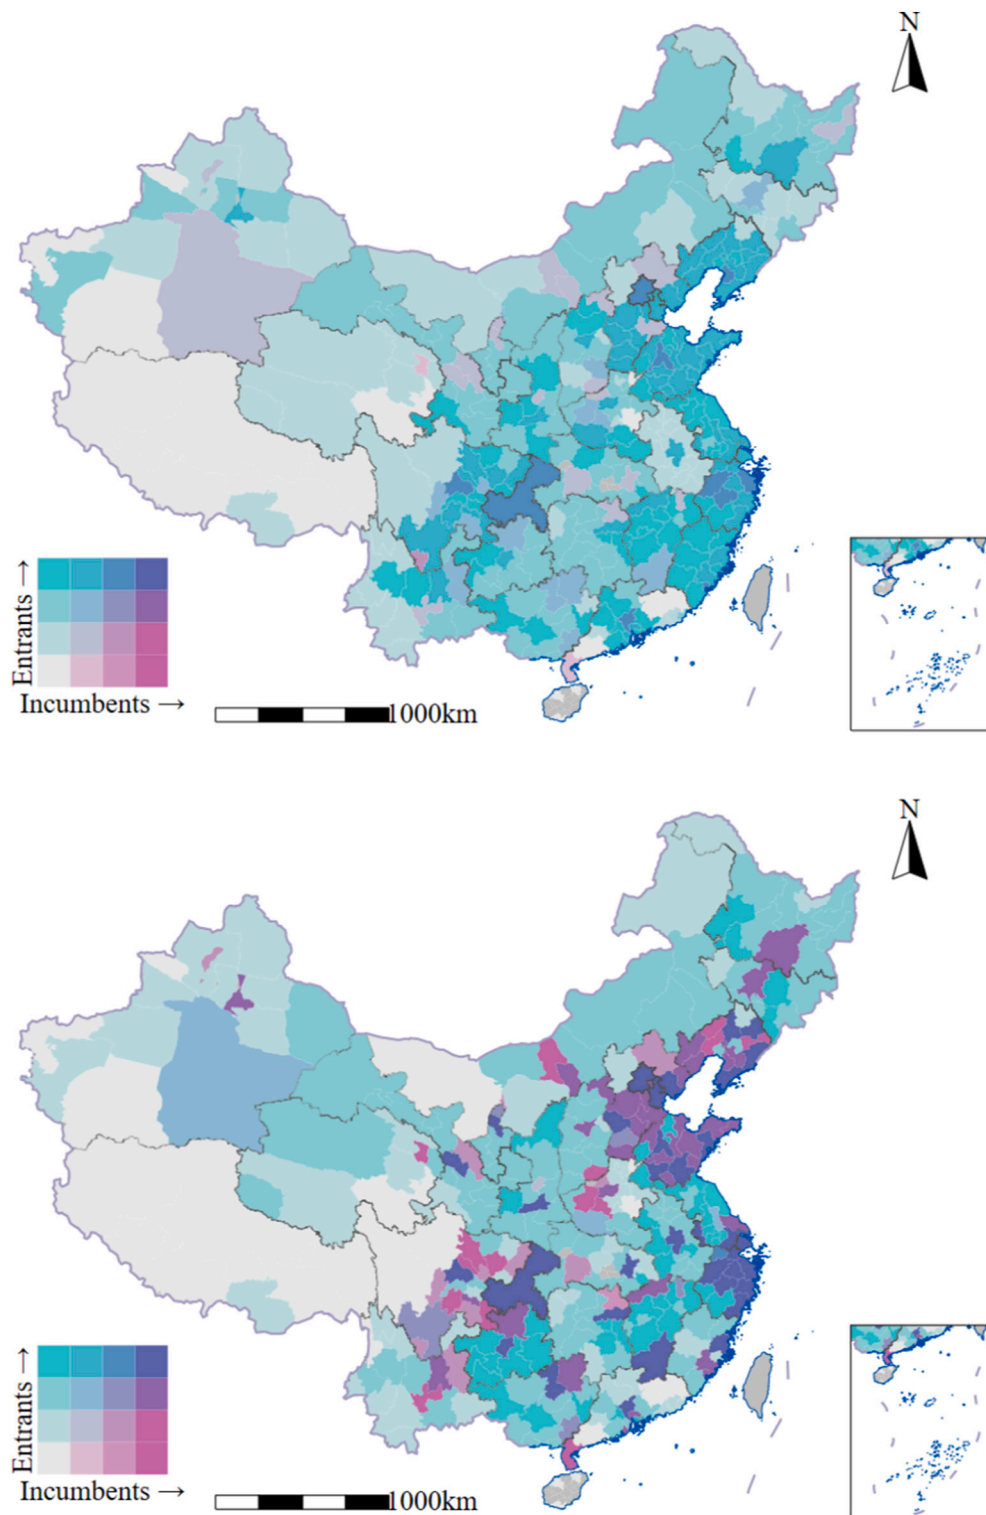 N
Entrants →
Incumbents →
1000km
N
Entrants →
Incumbents →
1000km